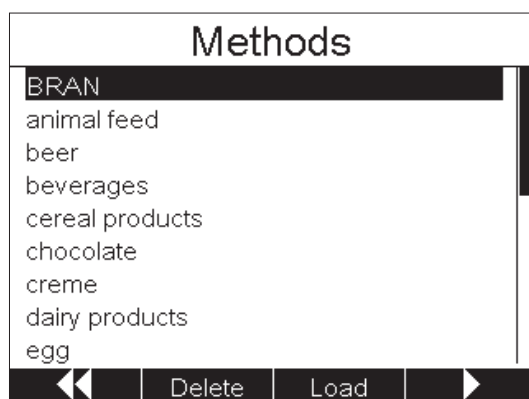 Methods
BRAN
animal feed
beer
beverages
cereal products
chocolate
creme
dairy products
egg
Delete Load